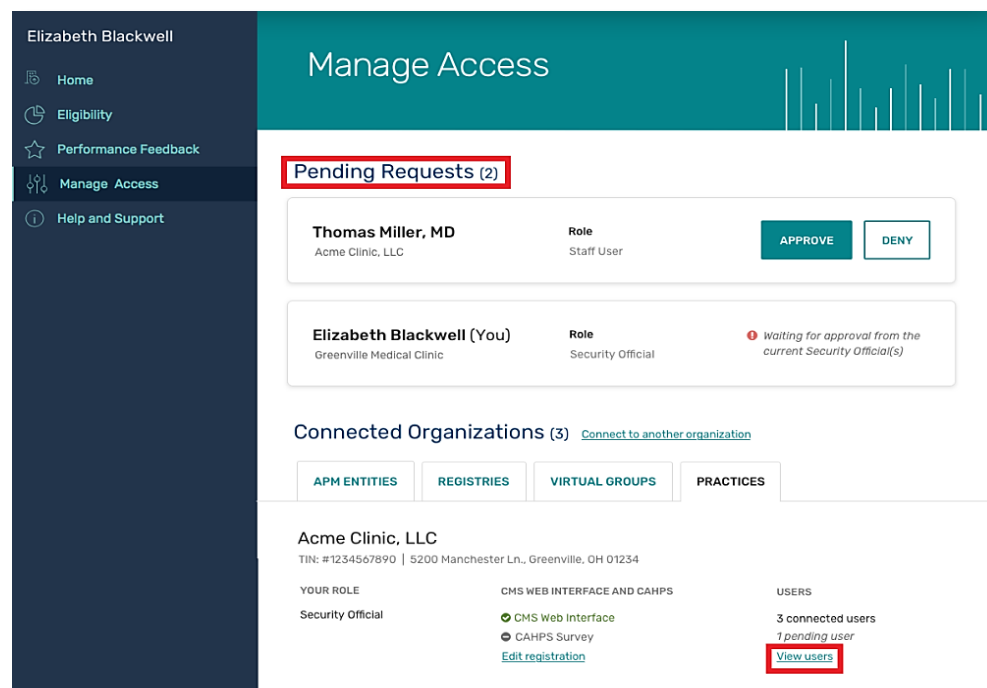 Elizabeth Blackwell
Home
Eligibility
Performance Feedback
Manage Access
Help and Support
Manage Access
Pending Requests (2)
Thomas Miller, MD
Acme Clinic, LLC
Role
Staff User
APPROVE
DENY
Elizabeth Blackwell (You)
Greenville Medical Clinic
Role
Security Official
Waiting for approval from the
current Security Official(s)
Connected Organizations (3) Connect to another organization
APM ENTITIES
REGISTRIES
VIRTUAL GROUPS
PRACTICES
Acme Clinic, LLC
TIN: #1234567890 | 5200 Manchester Ln., Greenville, OH 01234
YOUR ROLE
Security Official
CMS WEB INTERFACE AND CAHPS
CMS Web Interface
CAHPS Survey
Edit registration
USERS
3 connected users
1 pending user
View users